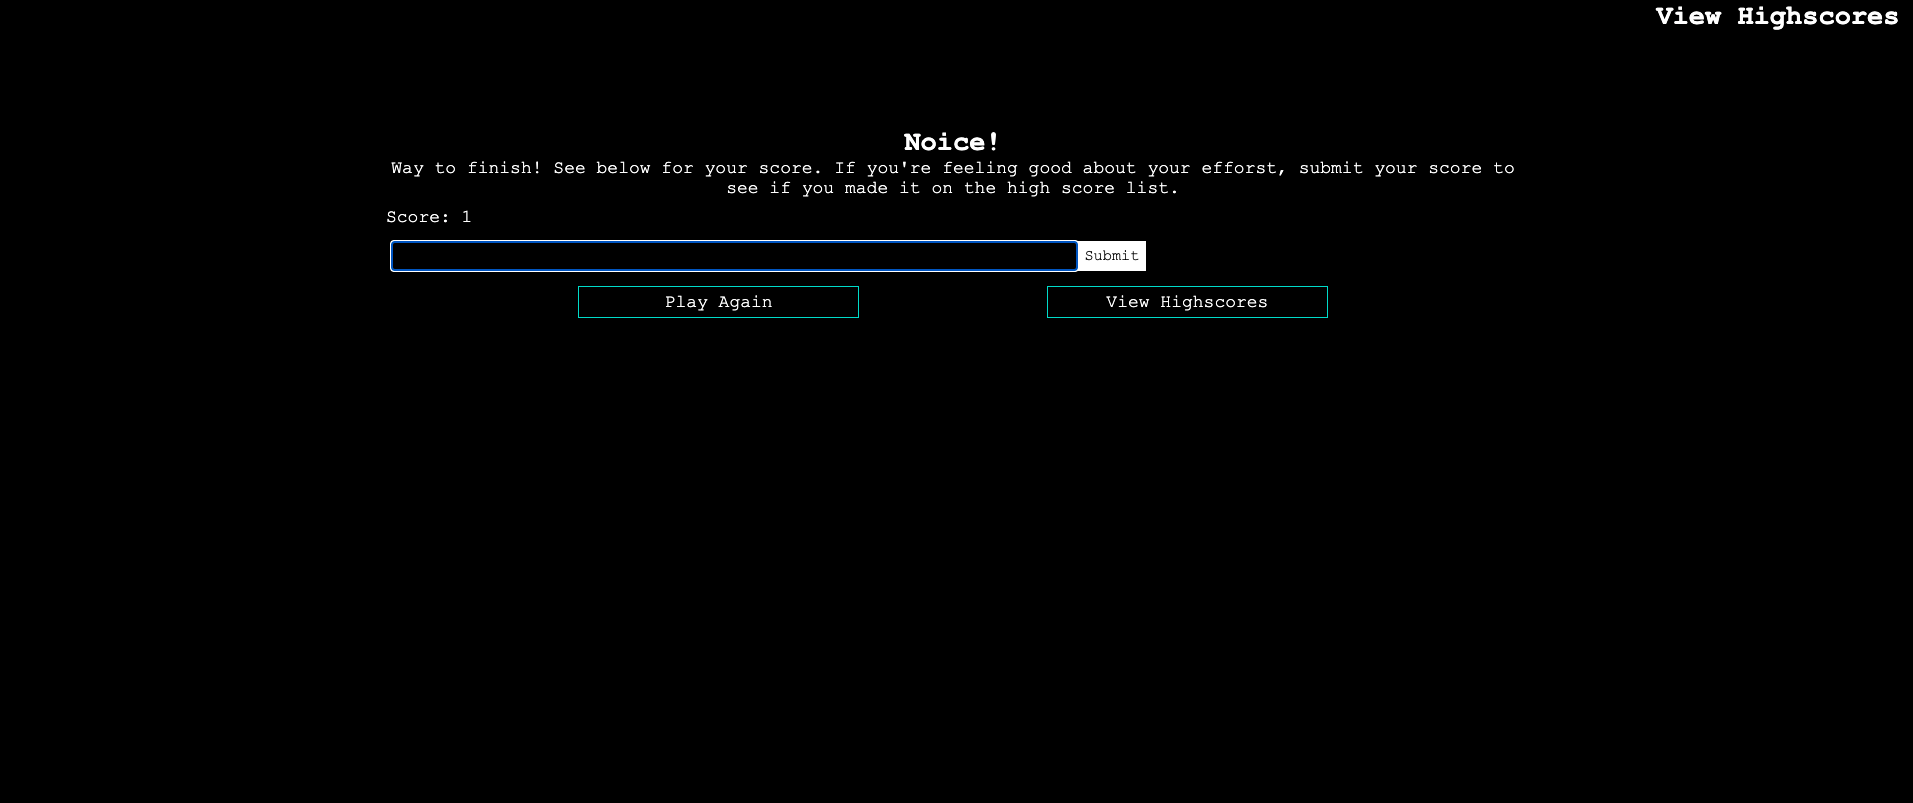 View Highscores
Noice!
Way to finish! See below for your score. If you're feeling good about your efforst, submit your score to
see if you made it on the high score list.
Score: 1
Submit
Play Again
View Highscores